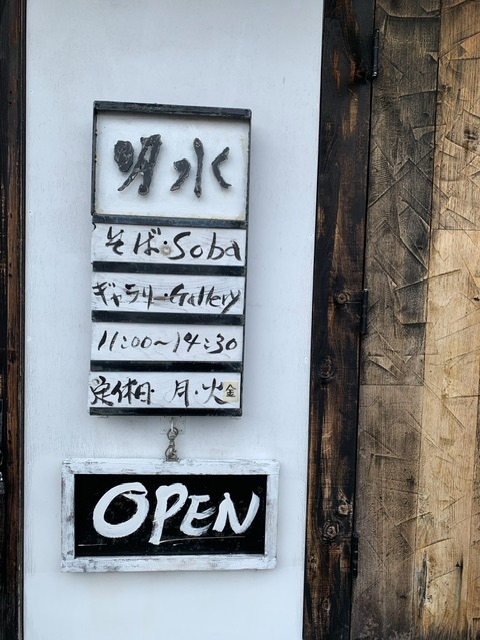 明水
そば・Soba
ギャラリー・Gallery
11:00~14:30
定休日・月・火 金
OPEN